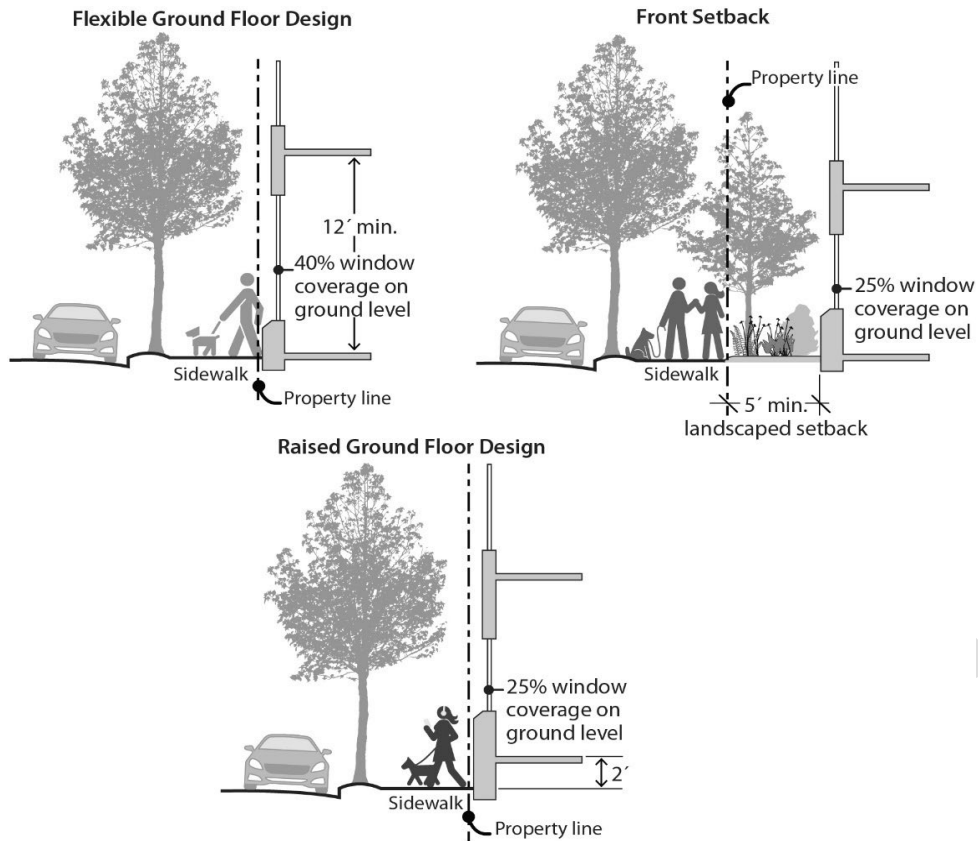 Flexible Ground Floor Design
12´ min.
40% window
coverage on
ground level
Sidewalk
Property line
Front Setback
Property line
25% window
coverage on
ground level
Sidewalk
5´ min.
landscaped setback
Raised Ground Floor Design
25% window
coverage on
ground level
2´
Sidewalk
Property line